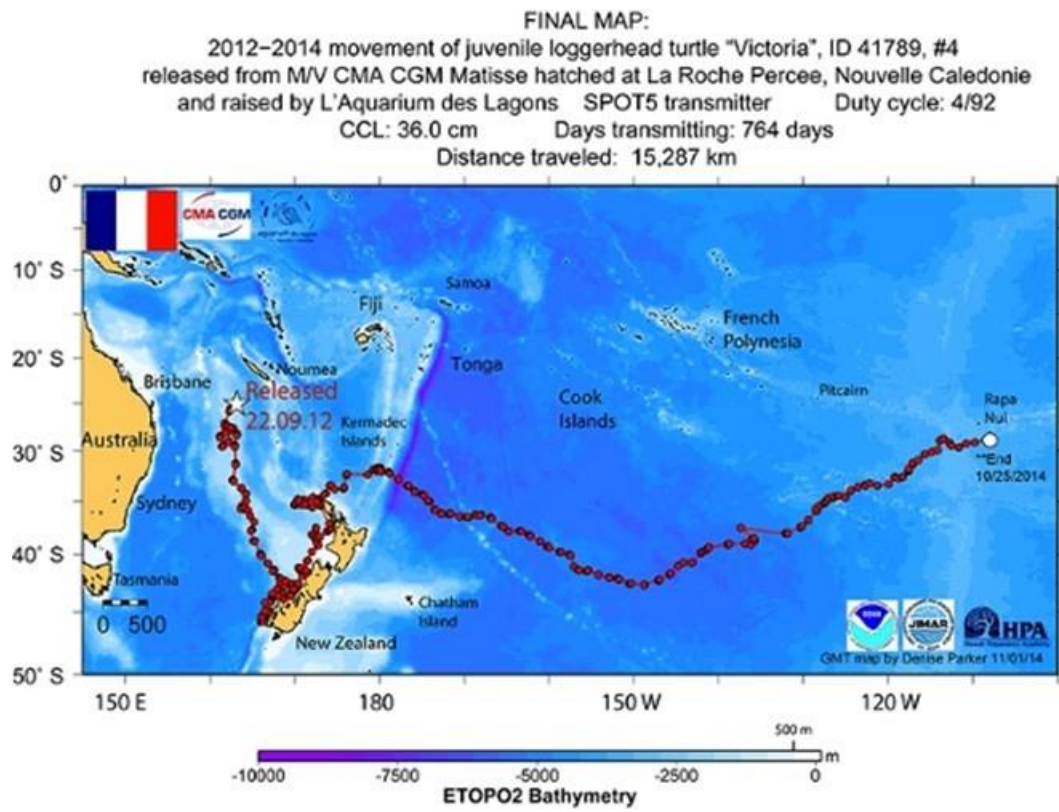 FINAL MAP:
2012−2014 movement of juvenile loggerhead turtle "Victoria", ID 41789, #4
released from M/V CMA CGM Matisse hatched at La Roche Percee, Nouvelle Caledonie
and raised by L'Aquarium des Lagons SPOT5 transmitter Duty cycle: 4/92
CCL: 36.0 cm Days transmitting: 764 days
Distance traveled: 15,287 km
0°
CMA CGM
10° S
Samoa
Fiji
French
Polynesia
20° S
Noumea
Tonga
Brisbane
Released
22.09.12
Cook
Islands
Pitcairn
Rapa
Nui
Kermadec
Islands
Australia
30° S
**End
10/25/2014
Sydney
40° S
Tasmania
0 500
Chatham
Island
New Zealand
JIMAR
HPA
GMT map by Denise Parker 11/01/14
50° S
150 E
180
150 W
120 W
500 m
m
-10000
-7500
-5000
-2500
0
ETOPO2 Bathymetry